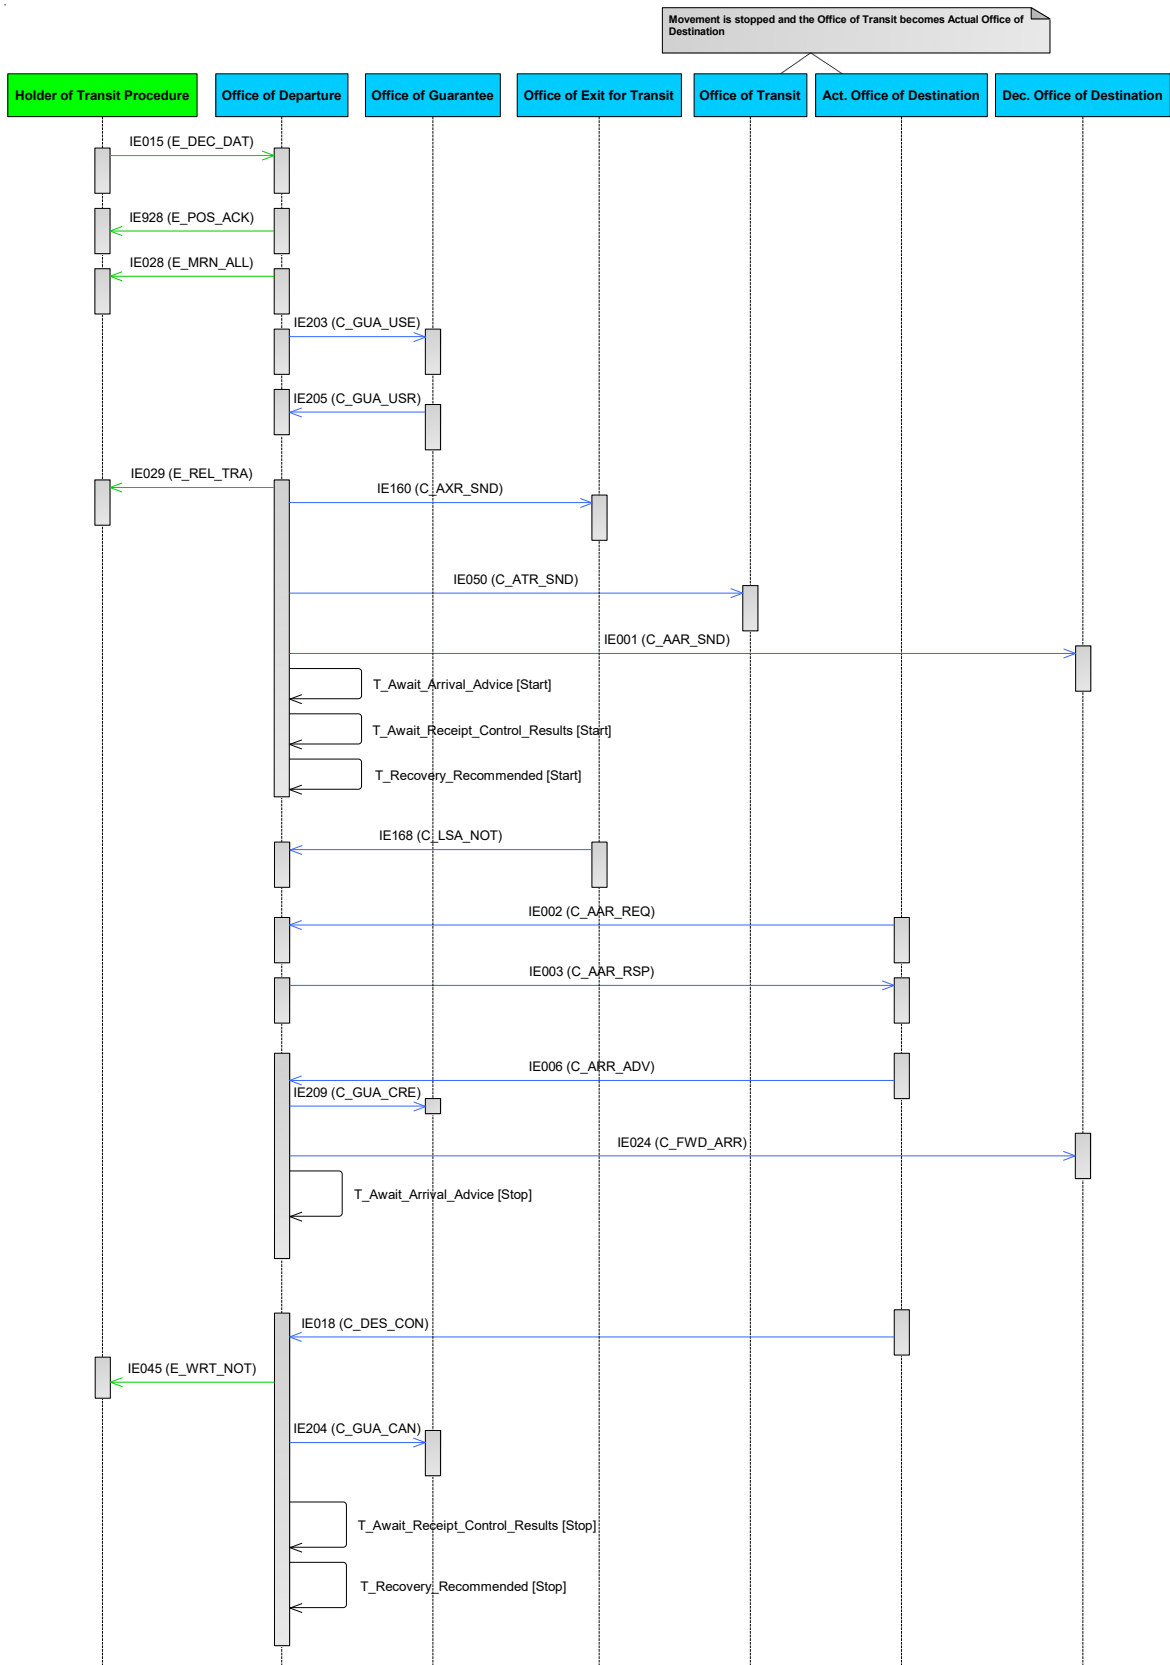 Movement is stopped and the Office of Transit becomes Actual Office of
Destination
Holder of Transit Procedure
Office of Departure
Office of Guarantee
Office of Exit for Transit
Office of Transit
Act. Office of Destination
Dec. Office of Destination
IE015 (E_DEC_DAT)
IE928 (E_POS_ACK)
IE028 (E_MRN_ALL)
IE203 (C_GUA_USE)
IE205 (C_GUA_USR)
IE029 (E_REL_TRA)
IE160 (C_AXR_SND)
IE050 (C_ATR_SND)
IE001 (C_AAR_SND)
T_Await_Arrival_Advice [Start]
T_Await_Receipt_Control_Results [Start]
T_Recovery_Recommended [Start]
IE168 (C_LSA_NOT)
IE002 (C_AAR_REQ)
IE003 (C_AAR_RSP)
IE006 (C_ARR_ADV)
IE209 (C_GUA_CRE)
IE024 (C_FWD_ARR)
T_Await_Arrival_Advice [Stop]
IE018 (C_DES_CON)
IE045 (E_WRT_NOT)
IE204 (C_GUA_CAN)
T_Await_Receipt_Control_Results [Stop]
T_Recovery_Recommended [Stop]